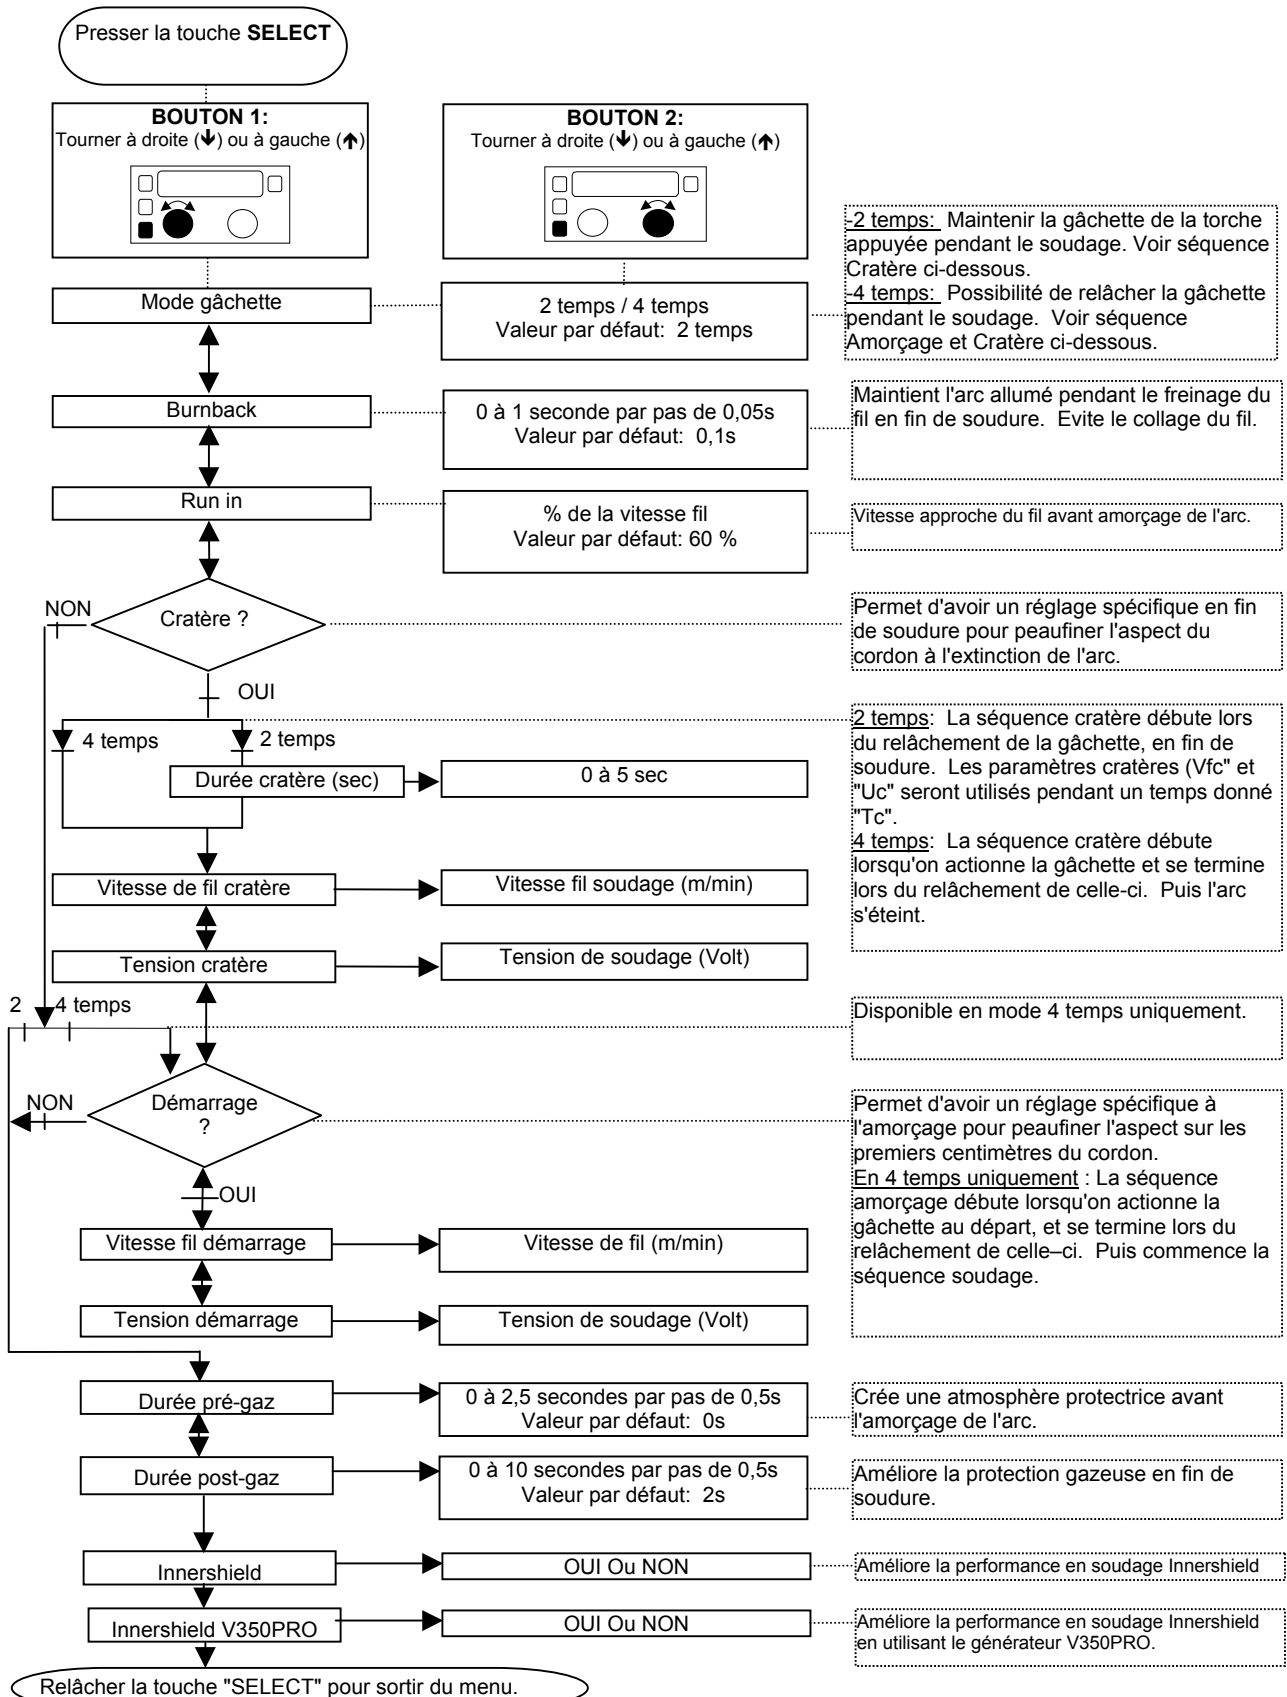 Presser la touche SELECT
BOUTON 1:
Tourner à droite (↓) ou à gauche (↑)
BOUTON 2:
Tourner à droite (↓) ou à gauche (↑)
Mode gâchette
2 temps / 4 temps
Valeur par défaut: 2 temps
-2 temps: Maintenir la gâchette de la torche
appuyée pendant le soudage. Voir séquence
Cratère ci-dessous.
-4 temps: Possibilité de relâcher la gâchette
pendant le soudage. Voir séquence
Amorçage et Cratère ci-dessous.
Burnback
0 à 1 seconde par pas de 0,05s
Valeur par défaut: 0,1s
Maintient l'arc allumé pendant le freinage du
fil en fin de soudure. Evite le collage du fil.
Run in
% de la vitesse fil
Valeur par défaut: 60 %
Vitesse approche du fil avant amorçage de l'arc.
NON
Cratère ?
Permet d'avoir un réglage spécifique en fin
de soudure pour peaufiner l'aspect du
cordon à l'extinction de l'arc.
OUI
4 temps
2 temps
Durée cratère (sec)
0 à 5 sec
2 temps: La séquence cratère débute lors
du relâchement de la gâchette, en fin de
soudure. Les paramètres cratères (Vfc" et
"Uc" seront utilisés pendant un temps donné
"Tc".
4 temps: La séquence cratère débute
lorsqu'on actionne la gâchette et se termine
lors du relâchement de celle-ci. Puis l'arc
s'éteint.
Vitesse de fil cratère
Vitesse fil soudage (m/min)
Tension cratère
Tension de soudage (Volt)
2
4 temps
Disponible en mode 4 temps uniquement.
NON
Démarrage
?
Permet d'avoir un réglage spécifique à
l'amorçage pour peaufiner l'aspect sur les
premiers centimètres du cordon.
En 4 temps uniquement : La séquence
amorçage débute lorsqu'on actionne la
gâchette au départ, et se termine lors du
relâchement de celle–ci. Puis commence la
séquence soudage.
OUI
Vitesse fil démarrage
Vitesse de fil (m/min)
Tension démarrage
Tension de soudage (Volt)
Durée pré-gaz
0 à 2,5 secondes par pas de 0,5s
Valeur par défaut: 0s
Crée une atmosphère protectrice avant
l'amorçage de l'arc.
Durée post-gaz
0 à 10 secondes par pas de 0,5s
Valeur par défaut: 2s
Améliore la protection gazeuse en fin de
soudure.
Innershield
OUI Ou NON
Améliore la performance en soudage Innershield
Innershield V350PRO
OUI Ou NON
Améliore la performance en soudage Innershield
en utilisant le générateur V350PRO.
Relâcher la touche "SELECT" pour sortir du menu.